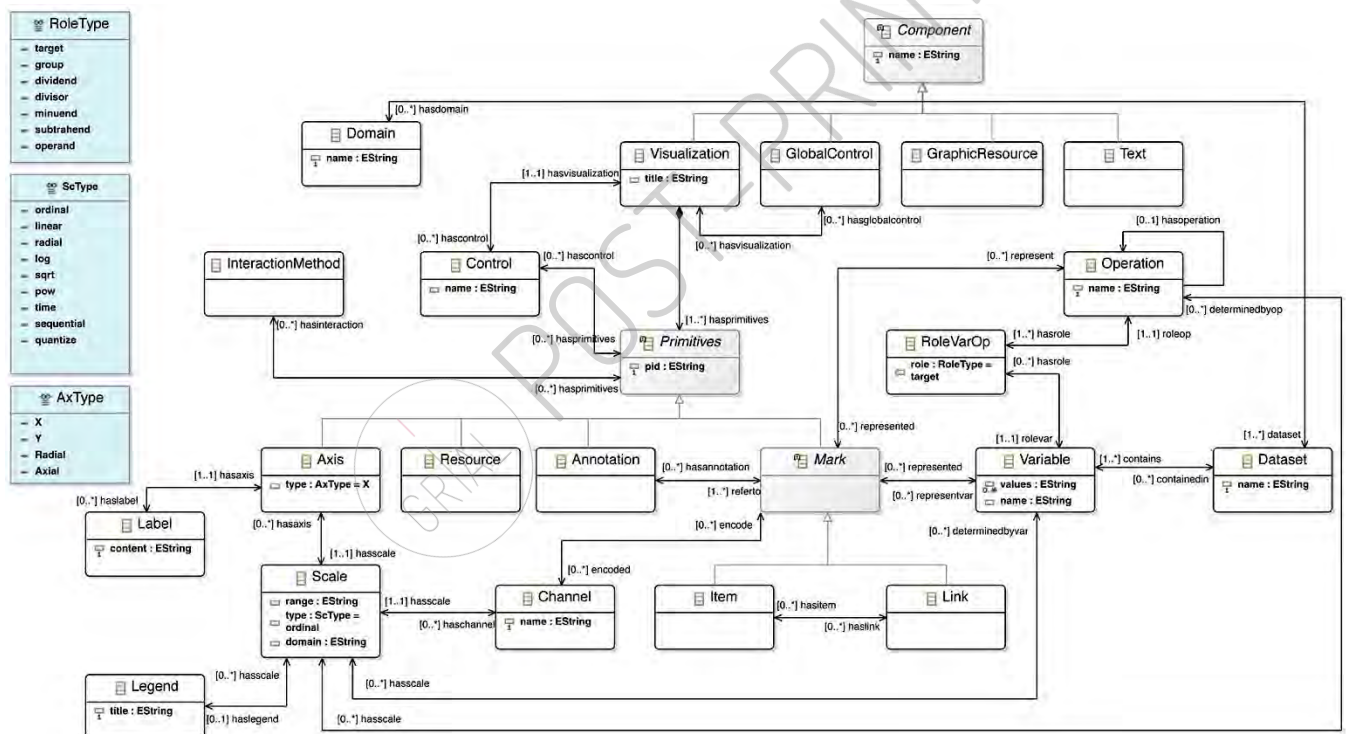 RoleType
target
group
dividend
divisor
minuend
subtrahend
operand
ScType
ordinal
linear
radial
log
sqrt
pow
time
sequential
quantize
AxType
X
Y
Radial
Axial
Component
name : EString
[0..*] hasdomain
Domain
name : EString
Visualization
title : EString
GlobalControl
GraphicResource
Text
[1..1] hasvisualization
[0..*] hasglobalcontrol
[0..*] hasvisualization
[0..*] hascontrol
[0..*] hascontrol
InteractionMethod
Control
name : EString
[0..1] hasoperation
[0..*] represent
Operation
name : EString
[0..*] determinedbyop
[0..*] hasinteraction
[1..*] hasprimitives
[0..*] hasprimitives
Primitives
pid : EString
[0..*] hasprimitives
[1..*] hasrole
[1..1] roleop
RoleVarOp
role : RoleType =
target
[0..*] hasrole
[0..*] represented
[1..1] rolevar
[1..*] dataset
Axis
type : AxType = X
Resource
Annotation
Mark
Variable
values : EString
0..*
name : EString
Dataset
name : EString
[1..1] hasaxis
[0..*] haslabel
[0..*] hasannotation
[1..*] referto
[0..*] represented
[0..*] representvar
[1..*] contains
[0..*] containedin
Label
content : EString
[0..*] hasaxis
[1..1] hasscale
[0..*] encode
[0..*] encoded
[0..*] determinedbyvar
Scale
range : EString
type : ScType =
ordinal
domain : EString
[1..1] hasscale
[0..*] haschannel
Channel
name : EString
Item
[0..*] hasitem
[0..*] haslink
Link
[0..*] hasscale
[0..*] hasscale
Legend
title : EString
[0..1] haslegend
[0..*] hasscale
POST-PRINT
GRIAL